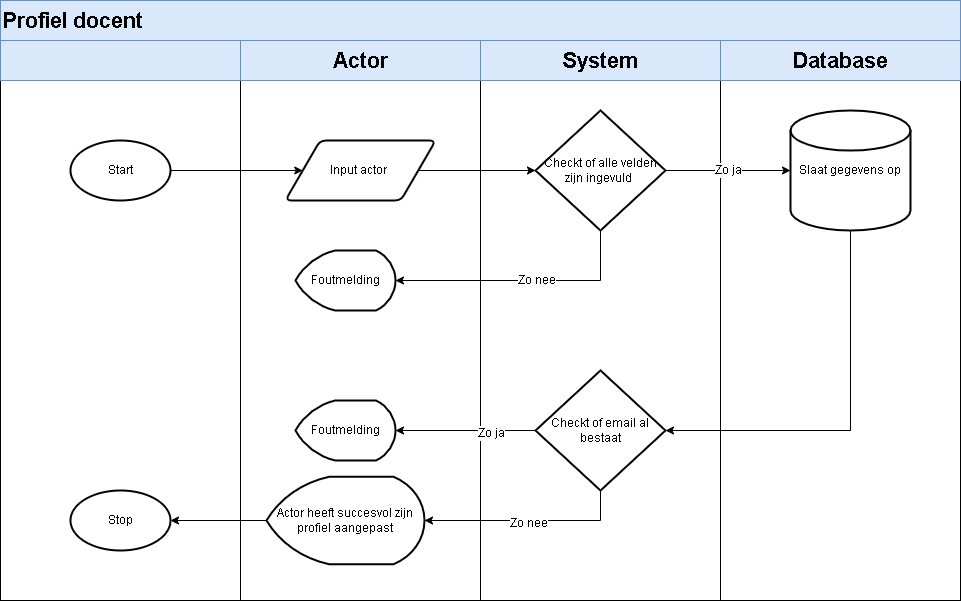 Profiel docent
Actor
System
Database
Start
Input actor
Checkt of alle velden
zijn ingevuld
Zo ja
Slaat gegevens op
Foutmelding
Zo nee
Foutmelding
Zo ja
Checkt of email al
bestaat
Stop
Actor heeft succesvol zijn
profiel aangepast
Zo nee